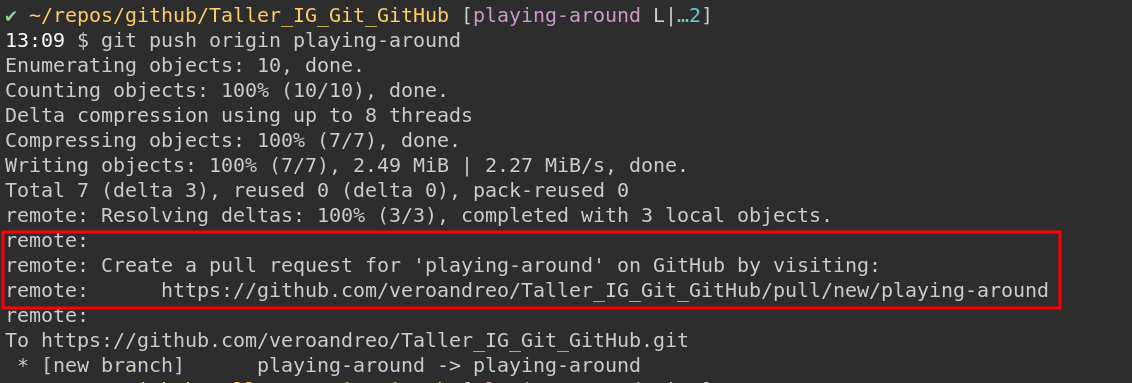 ✔ ~/repos/github/Taller_IG_Git_GitHub [playing-around L|…2]
13:09 $ git push origin playing-around
Enumerating objects: 10, done.
Counting objects: 100% (10/10), done.
Delta compression using up to 8 threads
Compressing objects: 100% (7/7), done.
Writing objects: 100% (7/7), 2.49 MiB | 2.27 MiB/s, done.
Total 7 (delta 3), reused 0 (delta 0), pack-reused 0
remote: Resolving deltas: 100% (3/3), completed with 3 local objects.
remote:
remote: Create a pull request for 'playing-around' on GitHub by visiting:
remote:      https://github.com/veroandreo/Taller_IG_Git_GitHub/pull/new/playing-around
remote:
To https://github.com/veroandreo/Taller_IG_Git_GitHub.git
 * [new branch]      playing-around -> playing-around